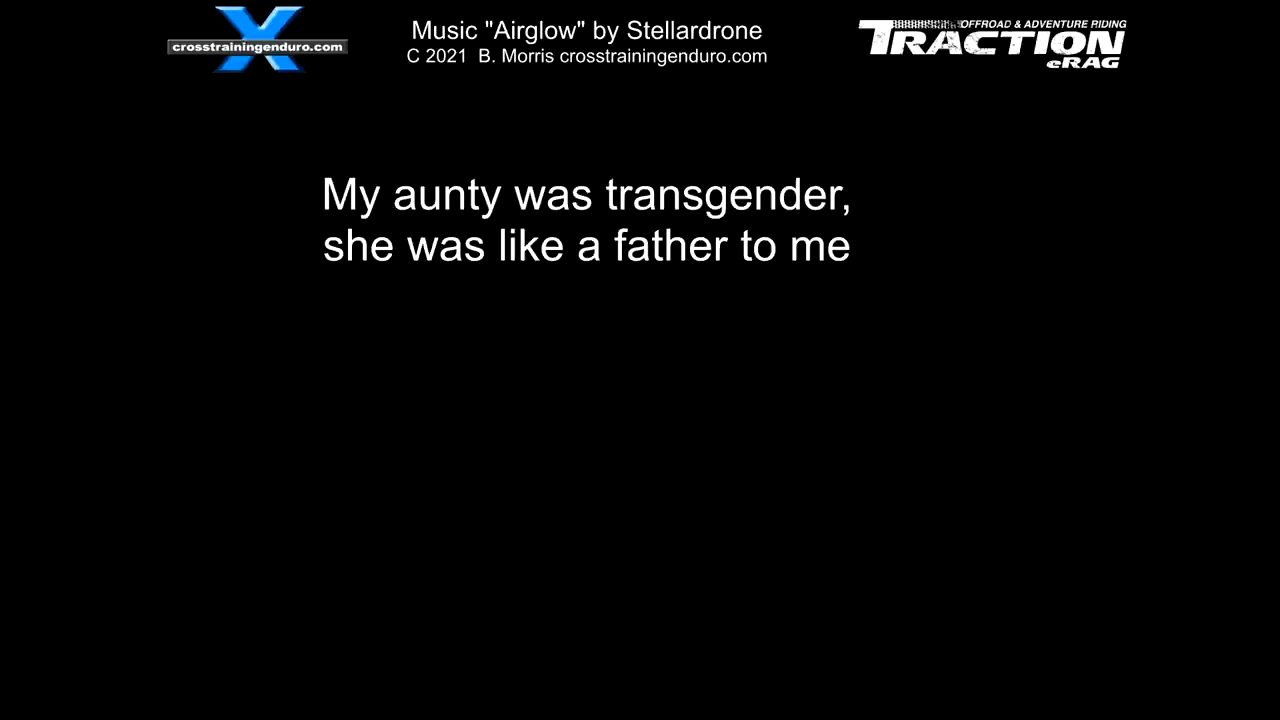 crosstrainingenduro.com
Music "Airglow" by Stellardrone
C 2021 B. Morris crosstrainingenduro.com
OFFROAD & ADVENTURE RIDING
TRACTION
eRAG
My aunty was transgender,
she was like a father to me